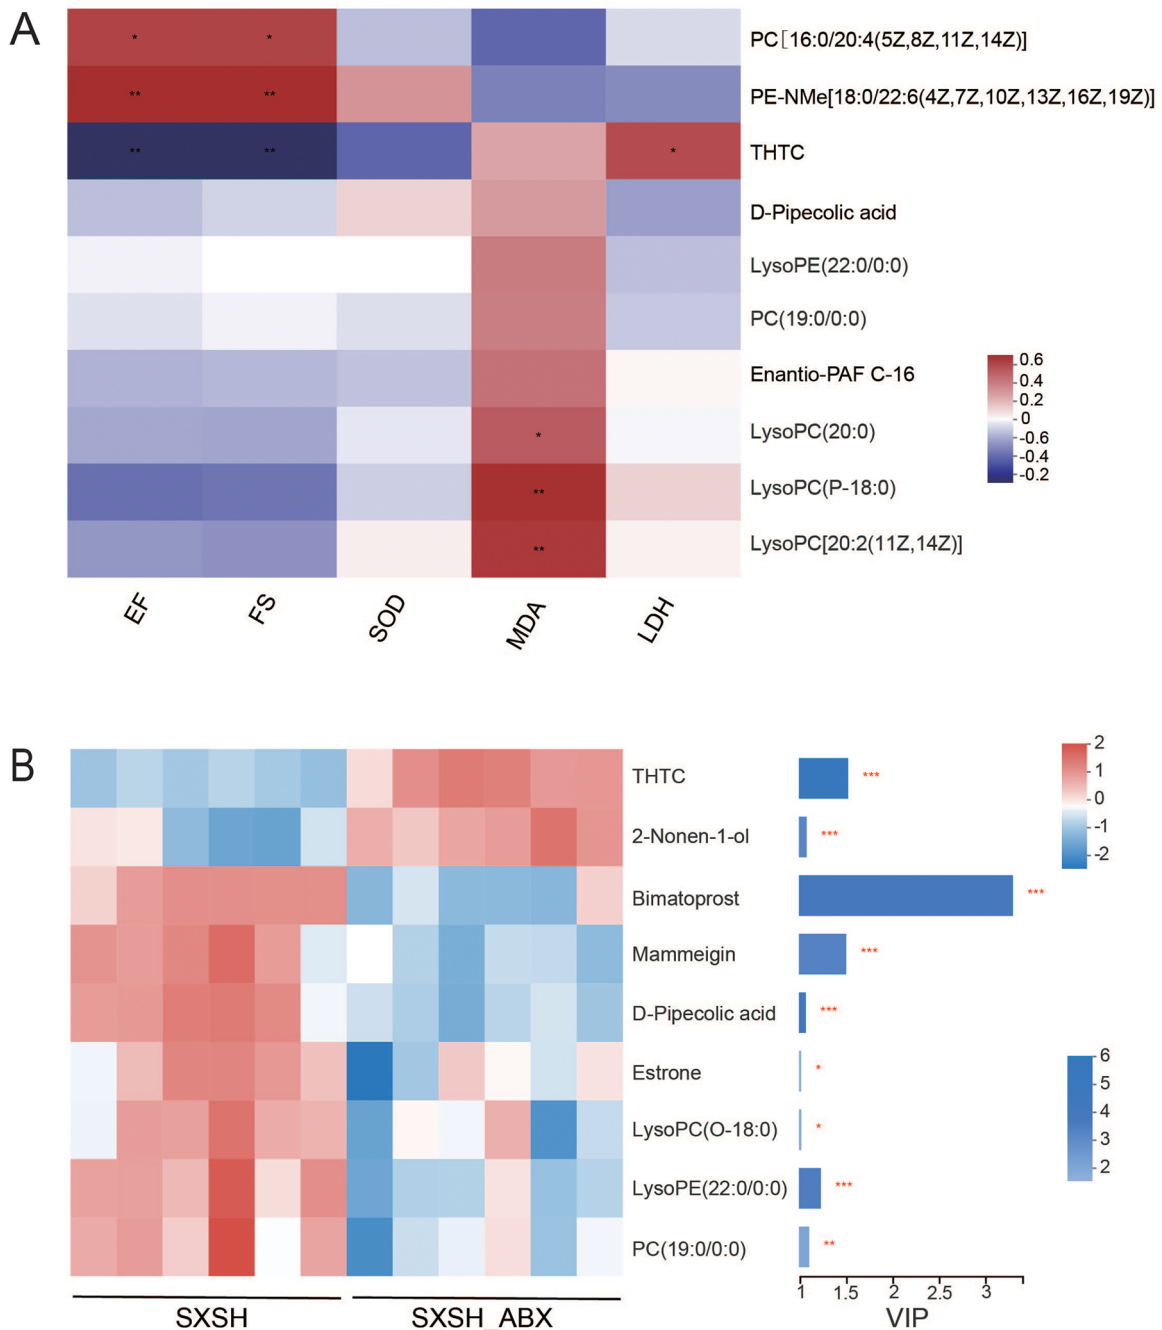 A
* *
PC[16:0/20:4(5Z,8Z,11Z,14Z)]
** **
PE-NMe[18:0/22:6(4Z,7Z,10Z,13Z,16Z,19Z)]
** ** *
THTC
D-Pipecolic acid
LysoPE(22:0/0:0)
PC(19:0/0:0)
Enantio-PAF C-16
*
LysoPC(20:0)
**
LysoPC(P-18:0)
**
LysoPC[20:2(11Z,14Z)]
0.6
0.4
0.2
0
-0.6
-0.4
-0.2
EF FS SOD MDA LDH
B
THTC ***
2-Nonen-1-ol ***
Bimatoprost ***
Mammeigin ***
D-Pipecolic acid ***
Estrone *
LysoPC(O-18:0) *
LysoPE(22:0/0:0) ***
PC(19:0/0:0) **
2
1
0
-1
-2
6
5
4
3
2
1 1.5 2 2.5 3
SXSH SXSH_ABX VIP